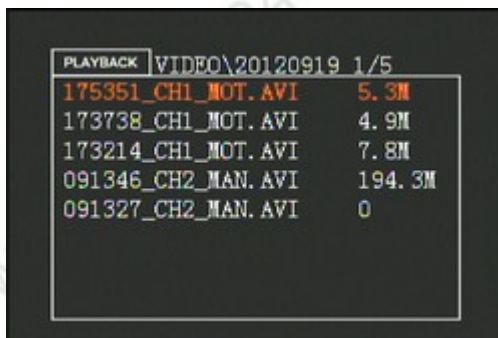 PLAYBACK VIDEO\20120919 1/5
175351_CH1_MOT.AVI 5.3M
173738_CH1_MOT.AVI 4.9M
173214_CH1_MOT.AVI 7.8M
091346_CH2_MAN.AVI 194.3M
091327_CH2_MAN.AVI 0